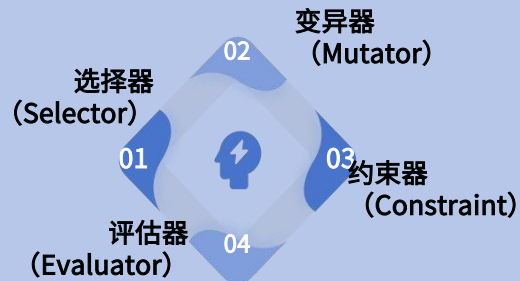 02
变异器
（Mutator）
选择器
（Selector）
01
03
约束器
（Constraint）
评估器
（Evaluator）
04